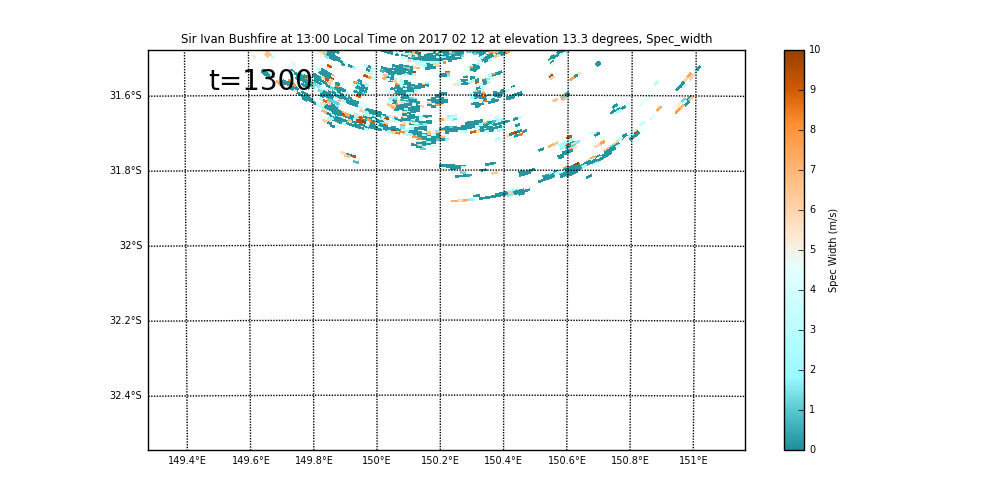 Sir Ivan Bushfire at 13:00 Local Time on 2017 02 12 at elevation 13.3 degrees, Spec_width
t=1300
31.6°S
31.8°S
32°S
32.2°S
32.4°S
149.4°E 149.6°E 149.8°E 150°E 150.2°E 150.4°E 150.6°E 150.8°E 151°E
10
9
8
7
6
5
4
3
2
1
0
Spec Width (m/s)